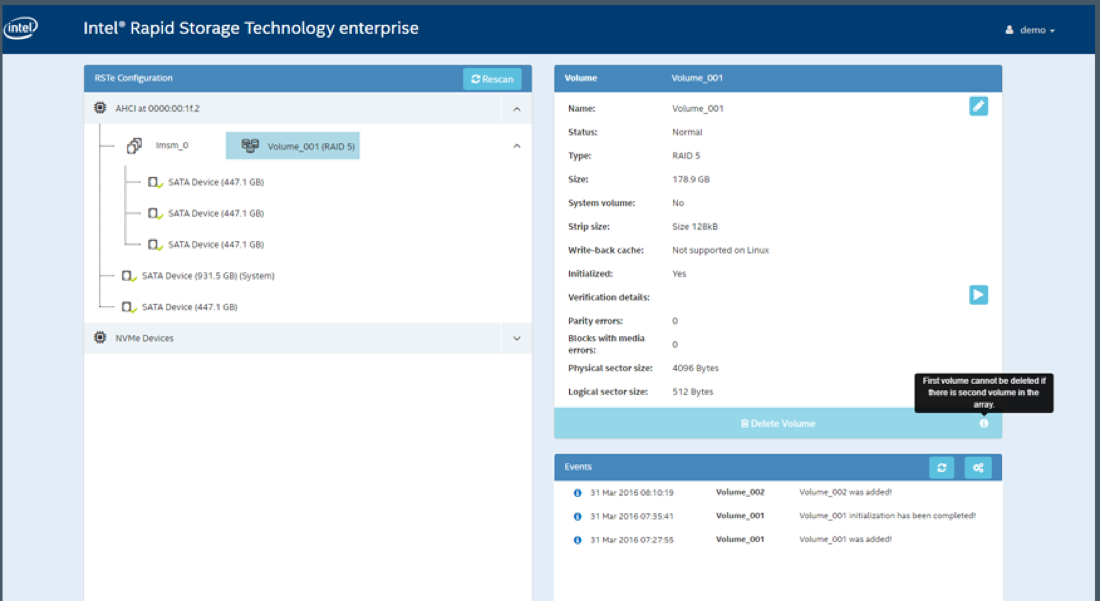 intel
Intel® Rapid Storage Technology enterprise
demo
RSTe Configuration
Rescan
AHCI at 0000:00:1f.2
Imsm_0
Volume_001 (RAID 5)
SATA Device (447.1 GB)
SATA Device (447.1 GB)
SATA Device (447.1 GB)
SATA Device (931.5 GB) (System)
SATA Device (447.1 GB)
NVMe Devices
Volume Volume_001
Name: Volume_001
Status: Normal
Type: RAID 5
Size: 178.9 GB
System volume: No
Strip size: Size 128kB
Write-back cache: Not supported on Linux
Initialized: Yes
Verification details:
Parity errors: 0
Blocks with media
errors: 0
Physical sector size: 4096 Bytes
Logical sector size: 512 Bytes
First volume cannot be deleted if
there is second volume in the
array.
Delete Volume
Events
31 Mar 2016 08:10:19 Volume_002 Volume_002 was added!
31 Mar 2016 07:35:41 Volume_001 Volume_001 initialization has been completed!
31 Mar 2016 07:27:55 Volume_001 Volume_001 was added!